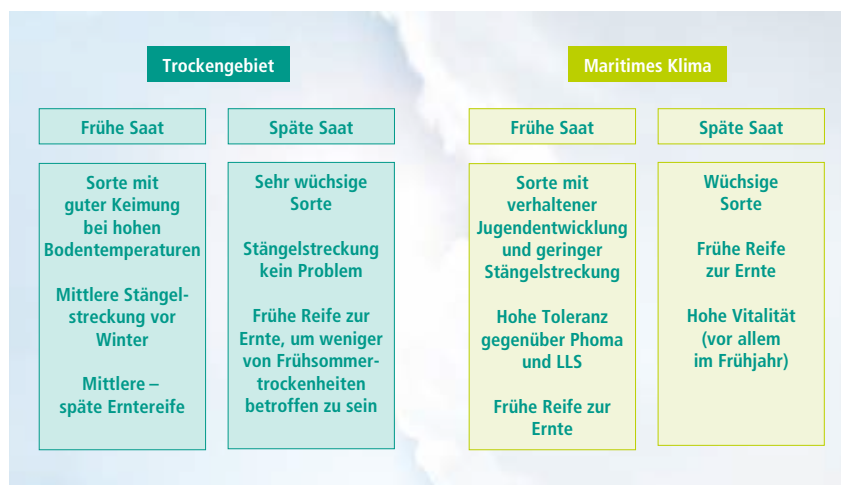 Trockengebiet
Frühe Saat
Sorte mit
guter Keimung
bei hohen
Bodentemperaturen
Mittlere Stängel-
streckung vor
Winter
Mittlere –
späte Erntereife
Späte Saat
Sehr wüchsige
Sorte
Stängelstreckung
kein Problem
Frühe Reife zur
Ernte, um weniger
von Frühsommer-
trockenheiten
betroffen zu sein
Maritimes Klima
Frühe Saat
Sorte mit
verhaltener
Jugendentwicklung
und geringer
Stängelstreckung
Hohe Toleranz
gegenüber Phoma
und LLS
Frühe Reife zur
Ernte
Späte Saat
Wüchsige
Sorte
Frühe Reife
zur Ernte
Hohe Vitalität
(vor allem
im Frühjahr)